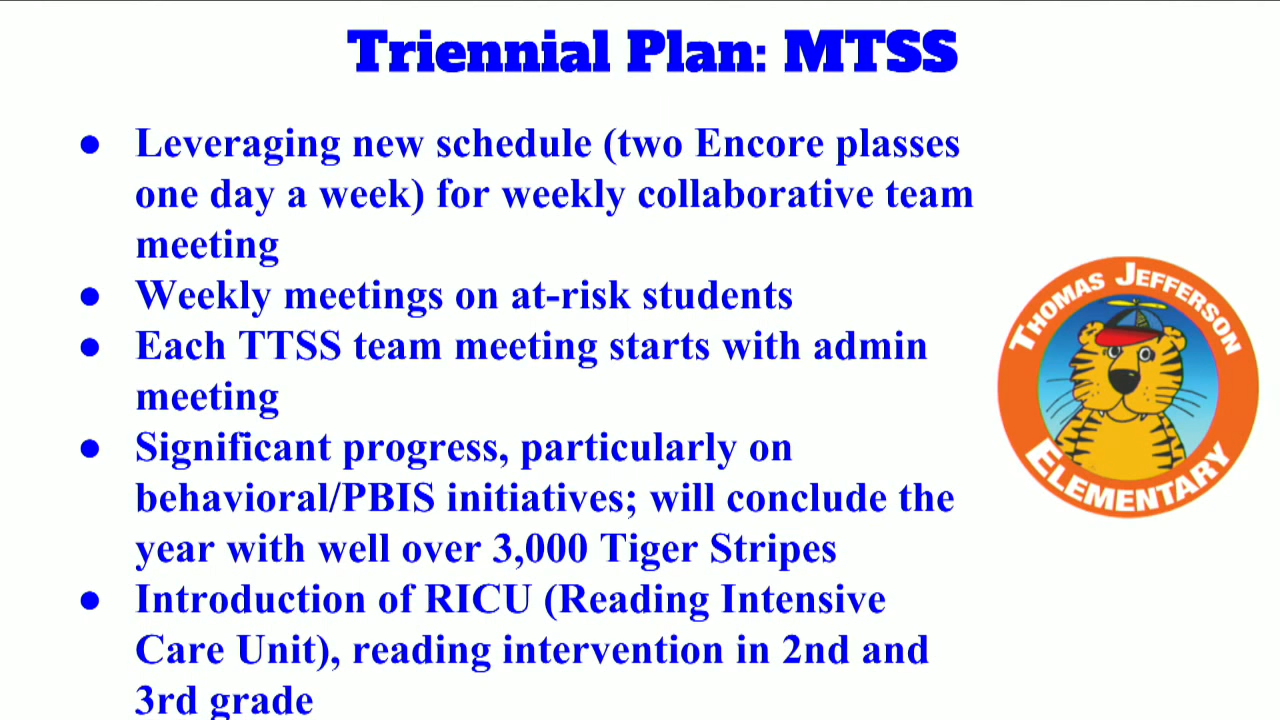 Triennial Plan: MTSS
● Leveraging new schedule (two Encore plasses
one day a week) for weekly collaborative team
meeting
● Weekly meetings on at-risk students
● Each TTSS team meeting starts with admin
meeting
● Significant progress, particularly on
behavioral/PBIS initiatives; will conclude the
year with well over 3,000 Tiger Stripes
● Introduction of RICU (Reading Intensive
Care Unit), reading intervention in 2nd and
3rd grade
THOMAS JEFFERSON
ELEMENTARY